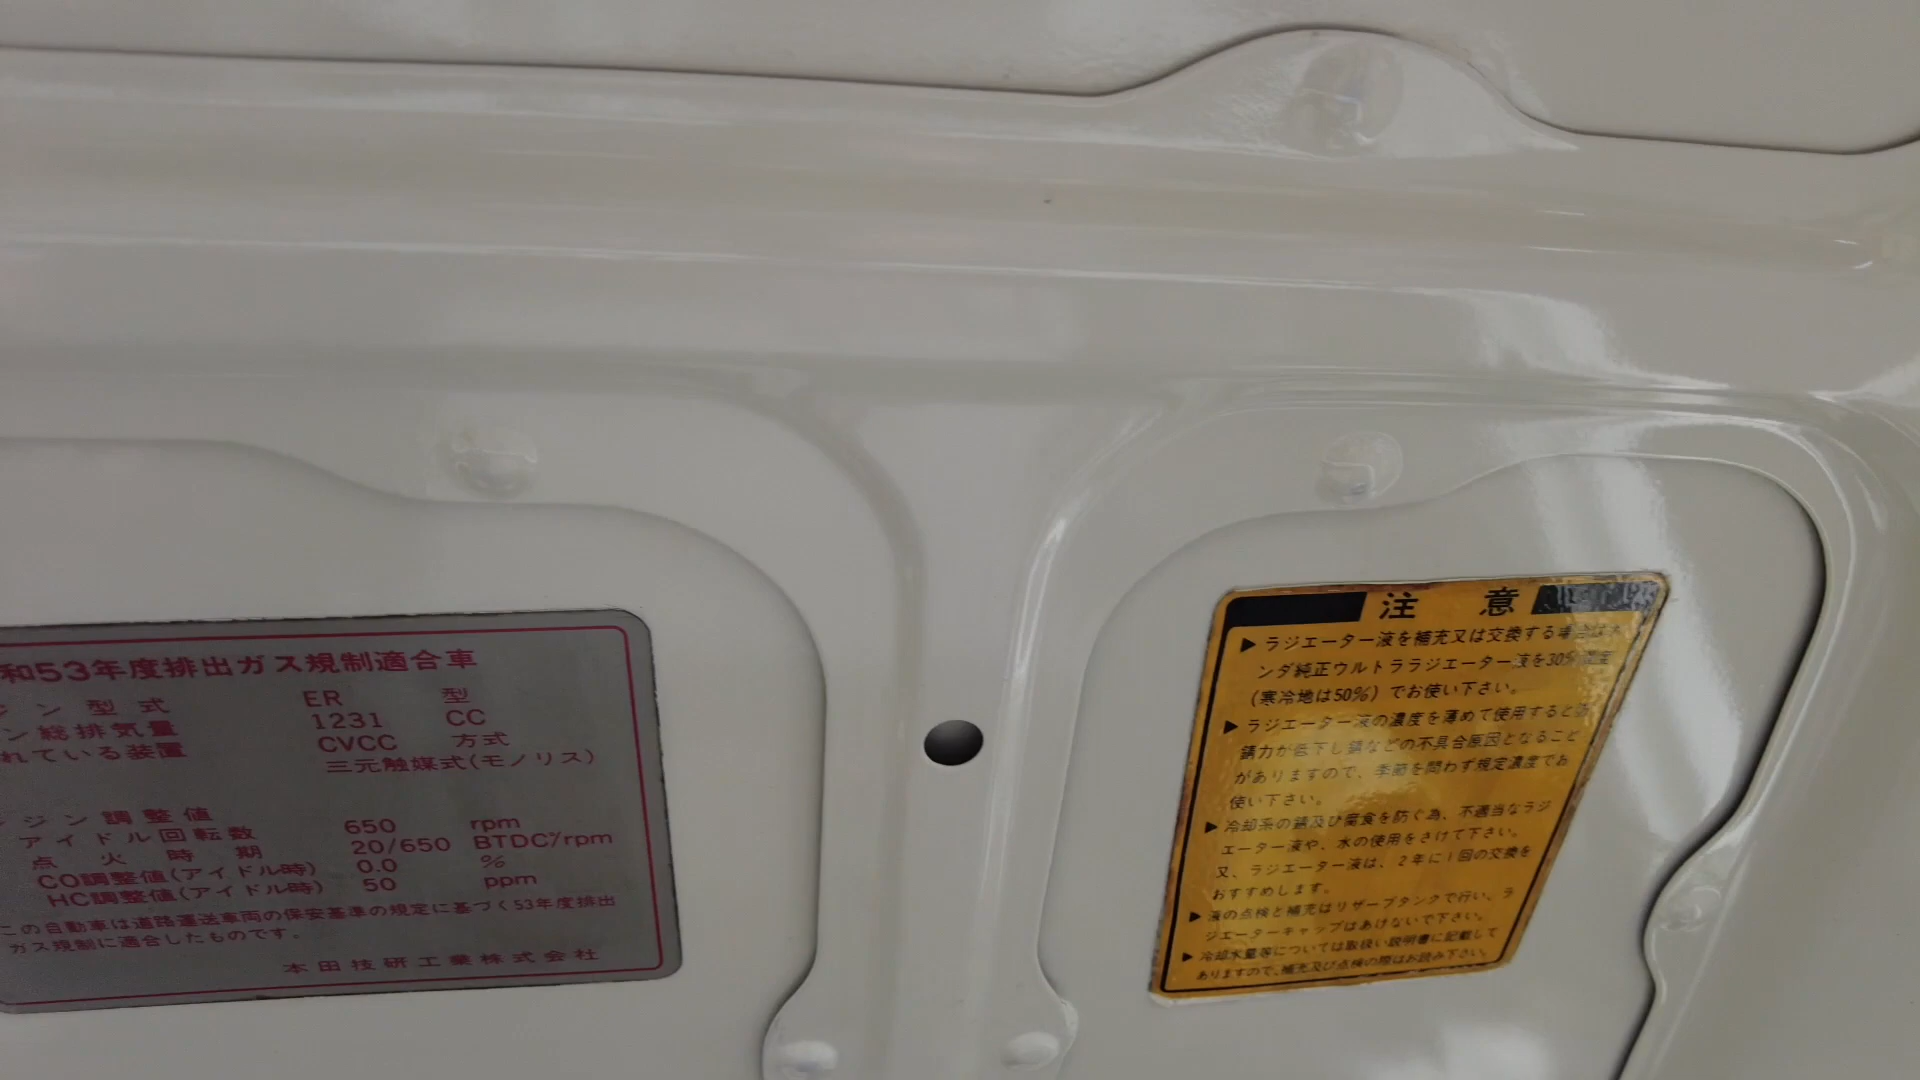 和53年度排出ガス規制適合車
ジン型式 ER 型
ン総排気量 1231 CC
れている装置 CVCC 方式
三元触媒式(モノリス)
ジン調整値
アイドル回転数 650 rpm
点火時期 20/650 BTDC°/rpm
CO調整値(アイドル時) 0.0 %
HC調整値(アイドル時) 50 ppm
この自動車は道路運送車両の保安基準の規定に基づく53年度排出
ガス規制に適合したものです。
本田技研工業株式会社
注意
▶ラジエーター液を補充又は交換する場合はホ
ンダ純正ウルトララジエーター液を30%濃度
(寒冷地は50%)でお使い下さい。
▶ラジエーター液の濃度を薄めて使用すると防
錆力が低下し錆などの不具合原因となること
がありますので、季節を問わず規定濃度でお
使い下さい。
▶冷却系の錆及び腐食を防ぐ為、不適当なラジ
エーター液や、水の使用をさけて下さい。
又、ラジエーター液は、2年に1回の交換を
おすすめします。
▶液の点検と補充はリザーブタンクで行い、ラ
ジエーターキャップはあけないで下さい。
▶冷却水量等については取扱い説明書に記載して
ありますので、補充及び点検の際はお読み下さい。